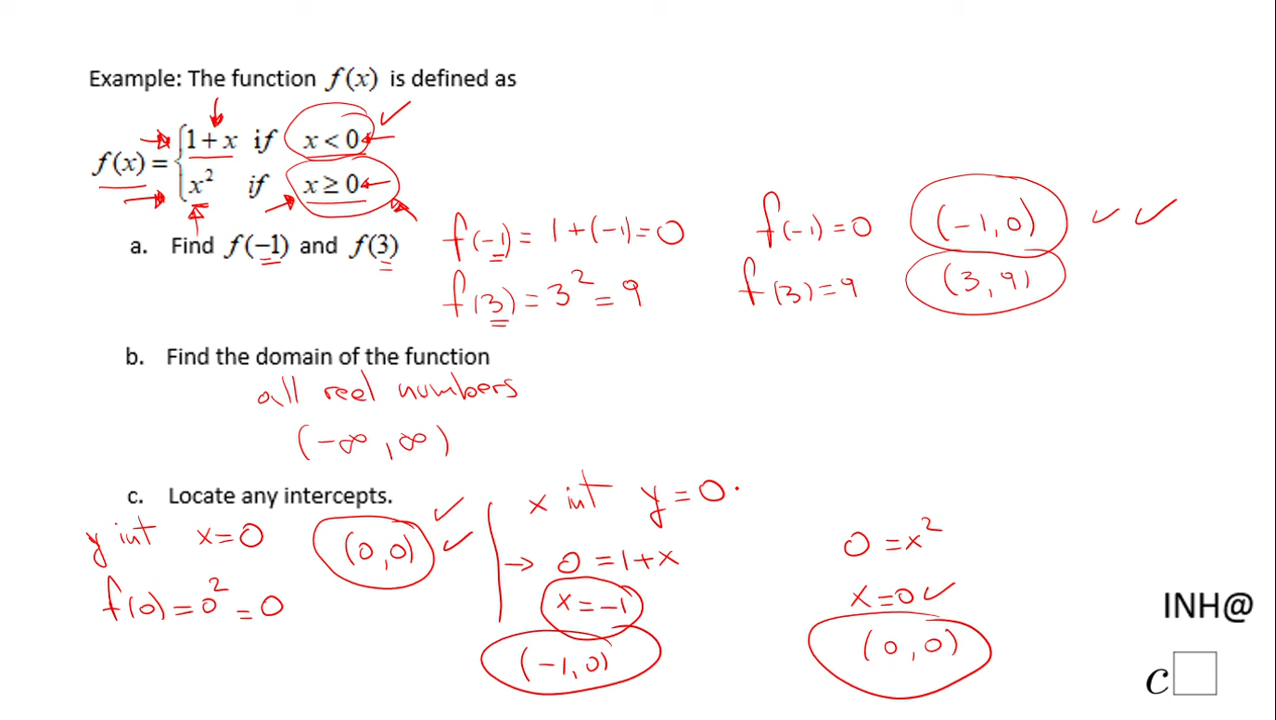 Example: The function f(x) is defined as
f(x) = { 1+x if x<0
x² if x≥0
a. Find f(−1) and f(3)
f(-1) = 1+(-1)=0 f(-1)=0 (-1,0)
f(3) = 3² = 9 f(3)=9 (3,9)
b. Find the domain of the function
all reel numbers
(-∞,∞)
c. Locate any intercepts.
y int x=0 (0,0)
f(0)=0²=0
x int y=0.
→ 0=1+x
x=-1
(-1,0)
0=x²
x=0
(0,0)
INH@
c